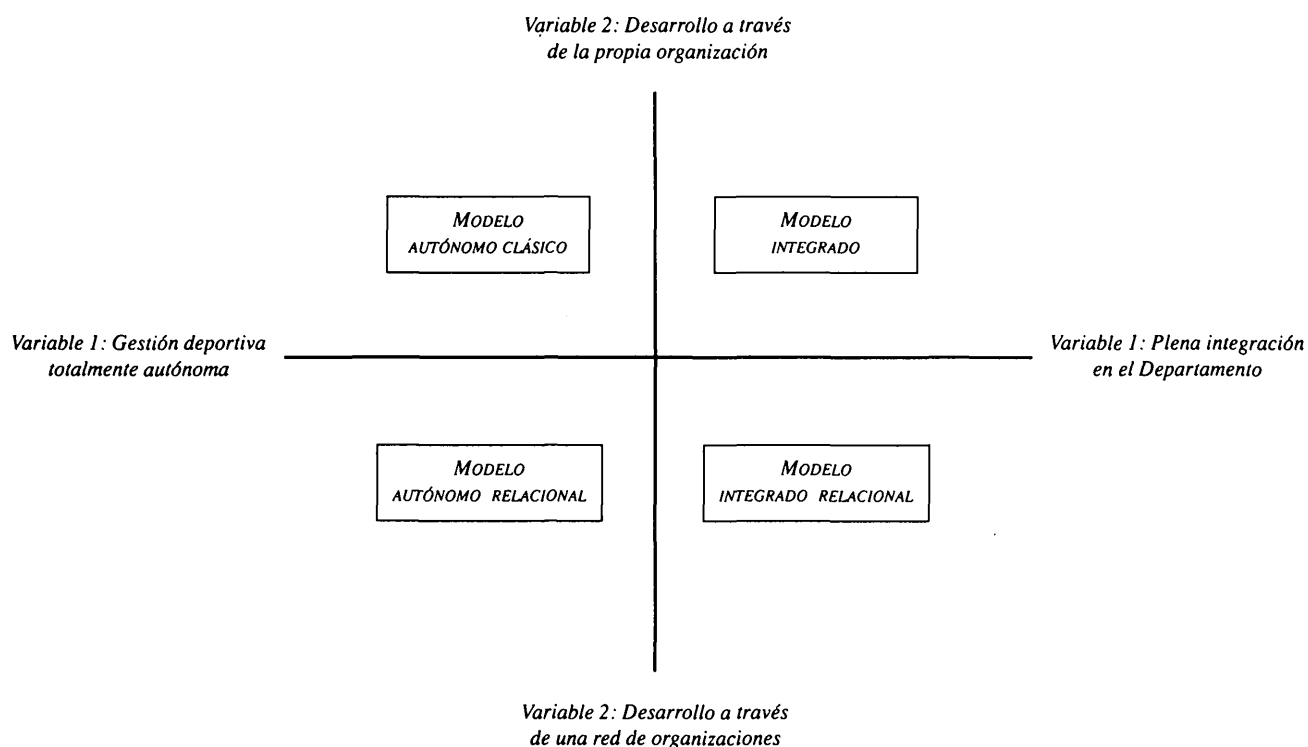 Variable 2: Desarrollo a través
de la propia organización
MODELO
AUTÓNOMO CLÁSICO
MODELO
INTEGRADO
Variable 1: Gestión deportiva
totalmente autónoma
Variable 1: Plena integración
en el Departamento
MODELO
AUTÓNOMO RELACIONAL
MODELO
INTEGRADO RELACIONAL
Variable 2: Desarrollo a través
de una red de organizaciones